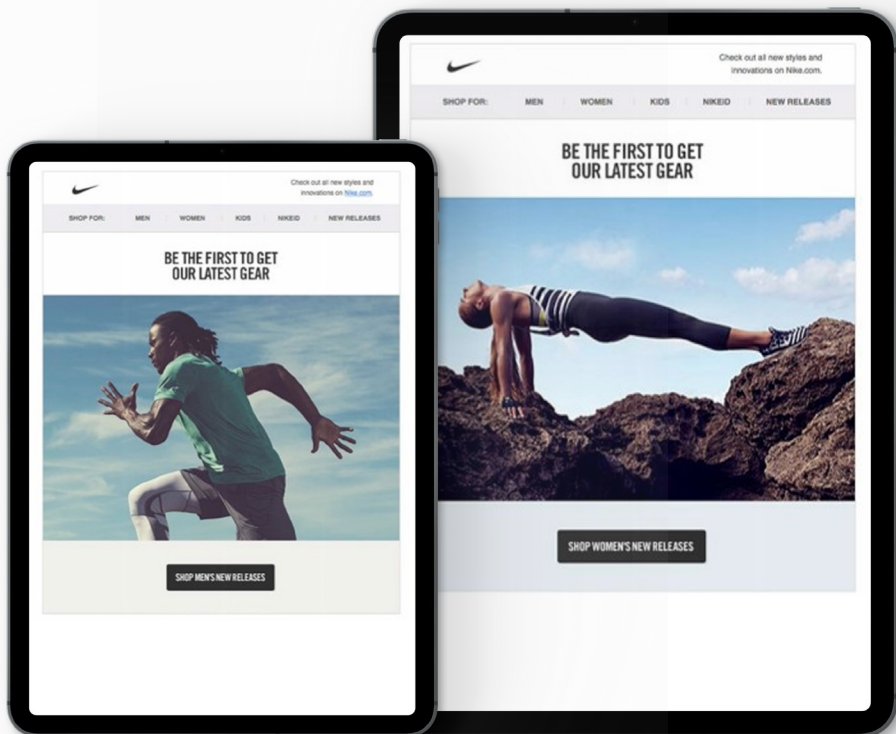 Check out all new styles and
innovations on Nike.com.
SHOP FOR: MEN WOMEN KIDS NIKEID NEW RELEASES
BE THE FIRST TO GET
OUR LATEST GEAR
SHOP MEN'S NEW RELEASES
Check out all new styles and
innovations on Nike.com.
SHOP FOR: MEN WOMEN KIDS NIKEID NEW RELEASES
BE THE FIRST TO GET
OUR LATEST GEAR
SHOP WOMEN'S NEW RELEASES